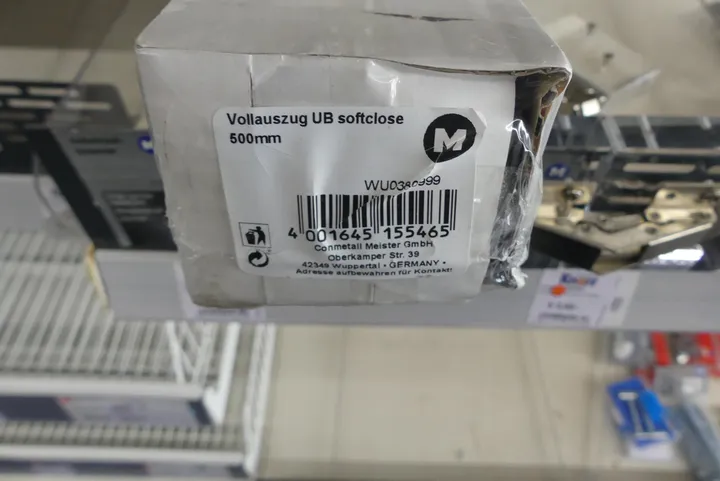 Vollauszug UB softclose
500mm
M
4 001645 155465
Conmetall Meister GmbH
Oberkamper Str. 39
42349 Wuppertal • GERMANY •
Adresse aufbewahren für Kontakt!